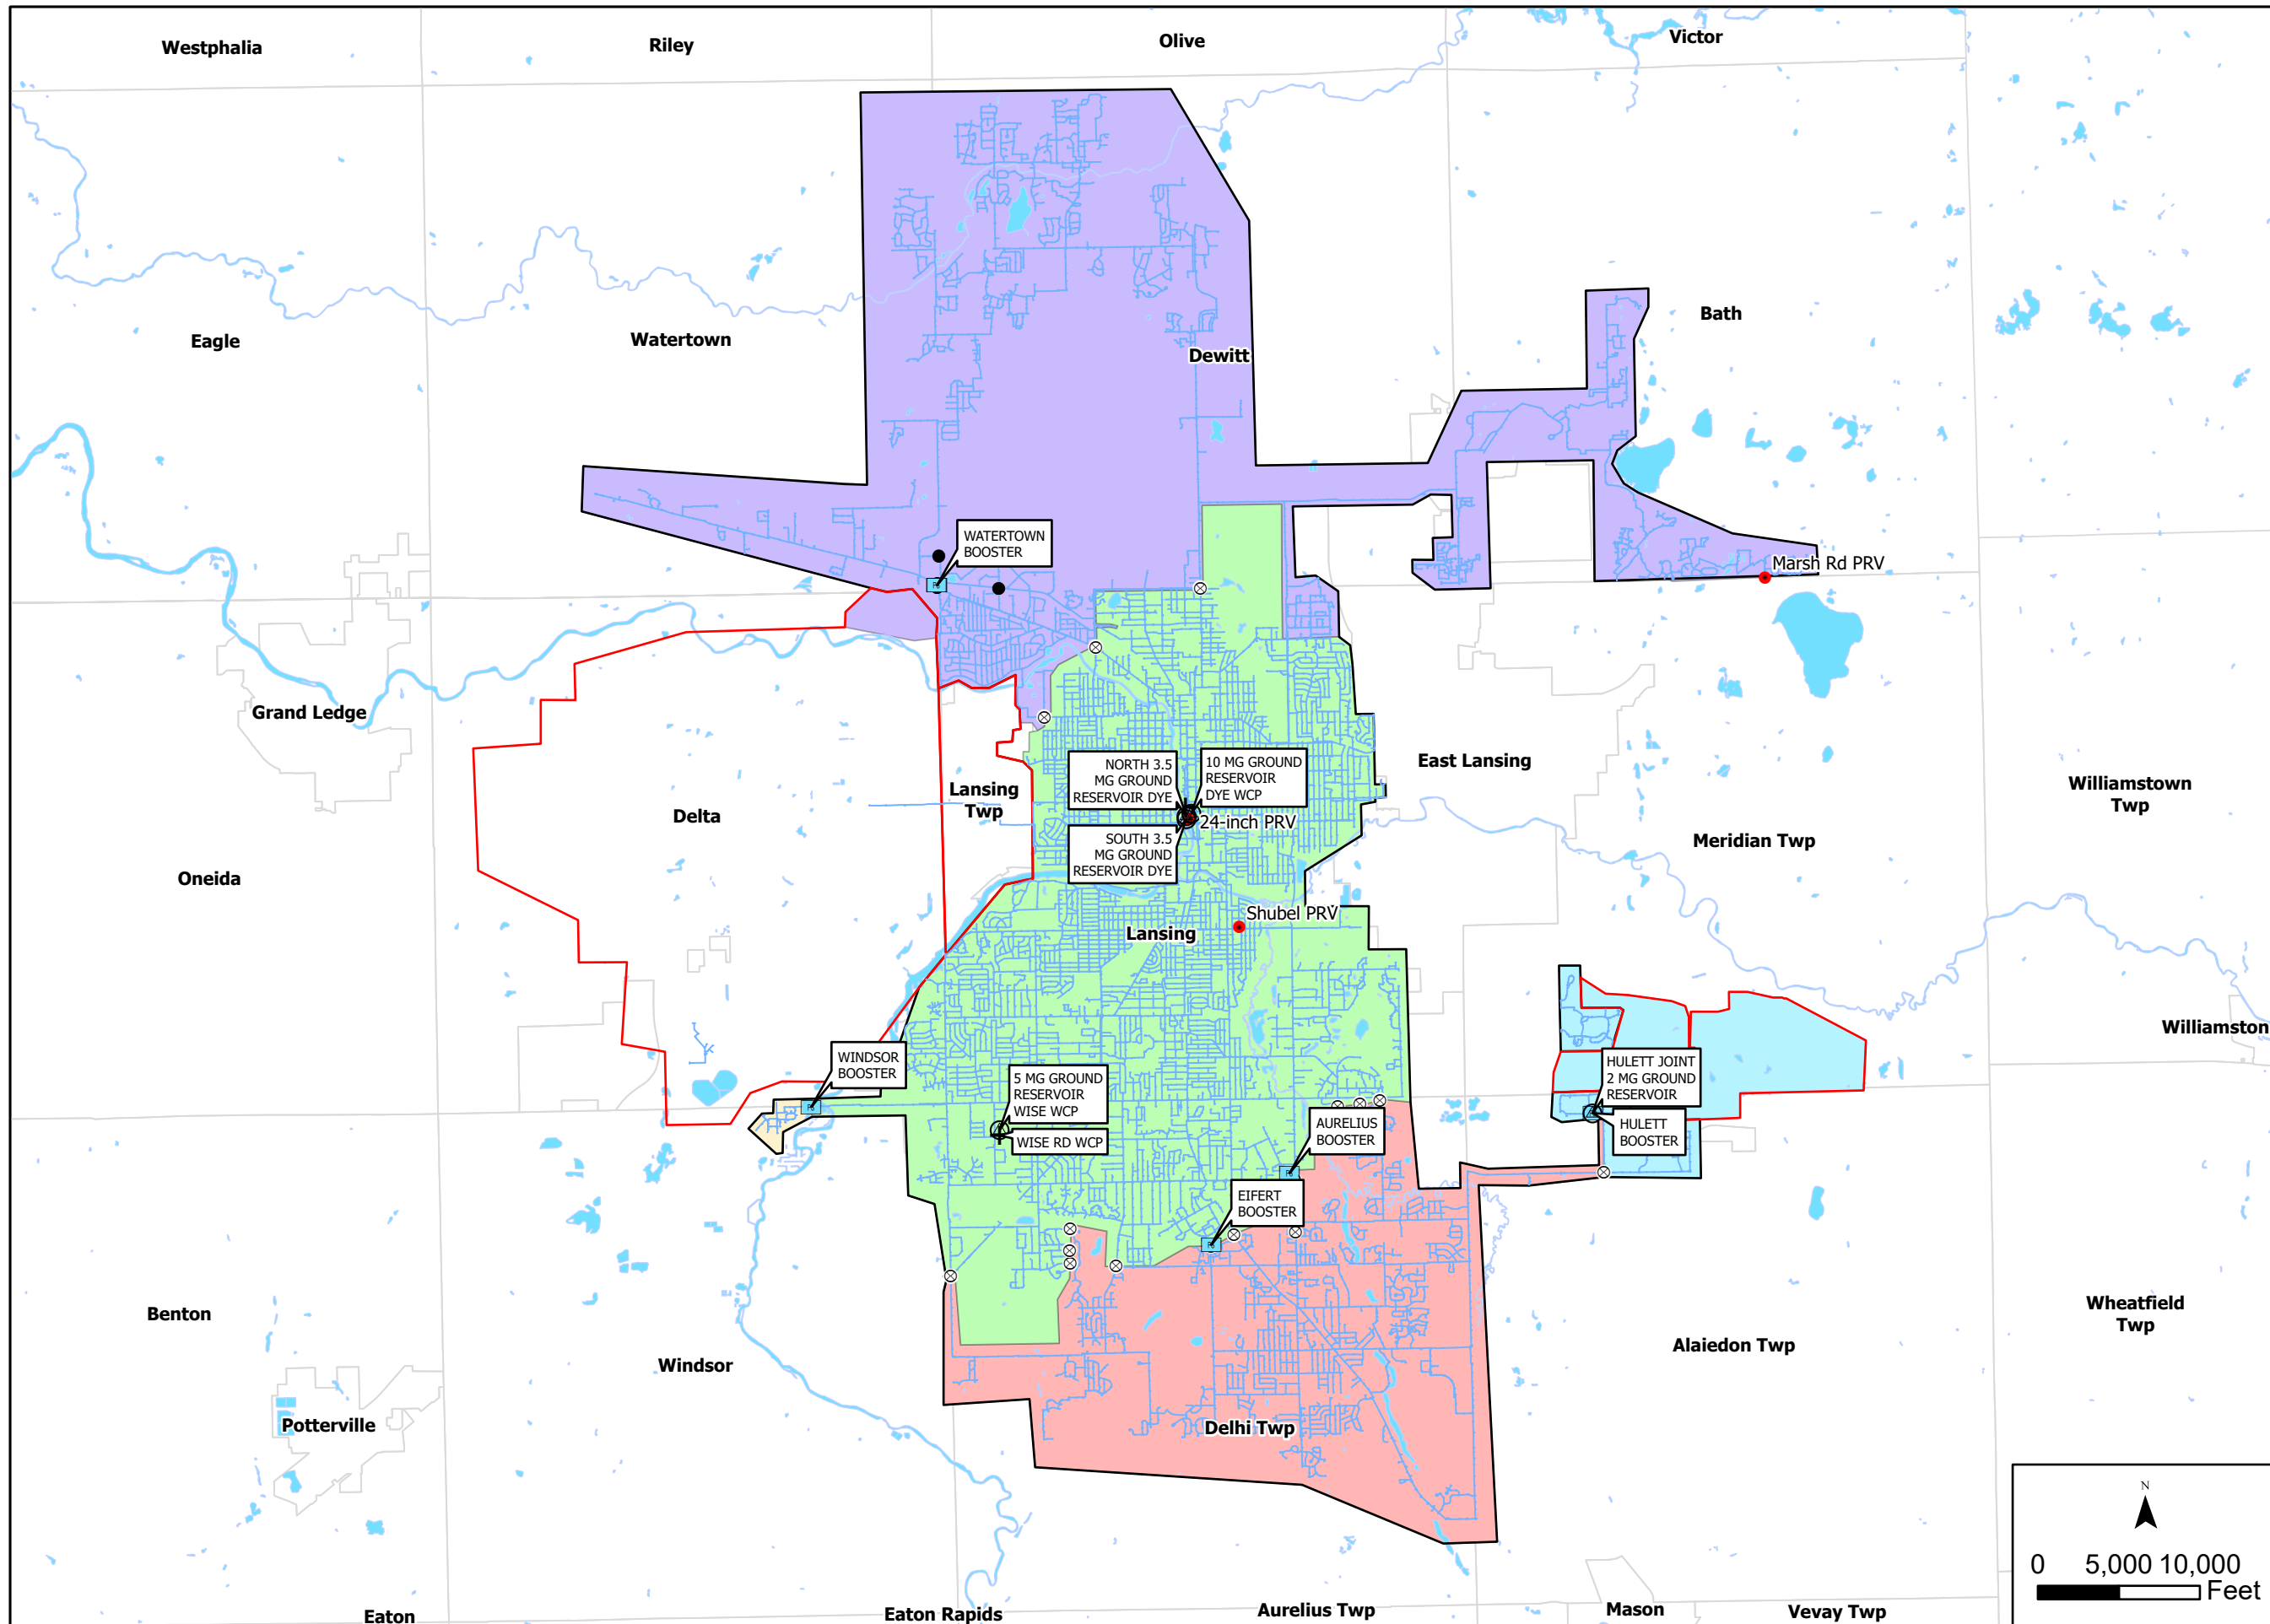 Westphalia
Riley
Olive
Victor
Bath
Eagle
Watertown
Dewitt
WATERTOWN
BOOSTER
Marsh Rd PRV
Grand Ledge
East Lansing
NORTH 3.5
MG GROUND
RESERVOIR DYE
10 MG GROUND
RESERVOIR
DYE WCP
Lansing
Twp
Delta
24-inch PRV
SOUTH 3.5
MG GROUND
RESERVOIR DYE
Williamstown
Twp
Meridian Twp
Oneida
Shubel PRV
Lansing
Williamston
WINDSOR
BOOSTER
5 MG GROUND
RESERVOIR
WISE WCP
WISE RD WCP
HULETT JOINT
2 MG GROUND
RESERVOIR
HULETT
BOOSTER
AURELIUS
BOOSTER
EIFERT
BOOSTER
Benton
Windsor
Wheatfield
Twp
Alaiedon Twp
Potterville
Delhi Twp
N
0 5,000 10,000
Feet
Eaton
Eaton Rapids
Aurelius Twp
Mason
Vevay Twp